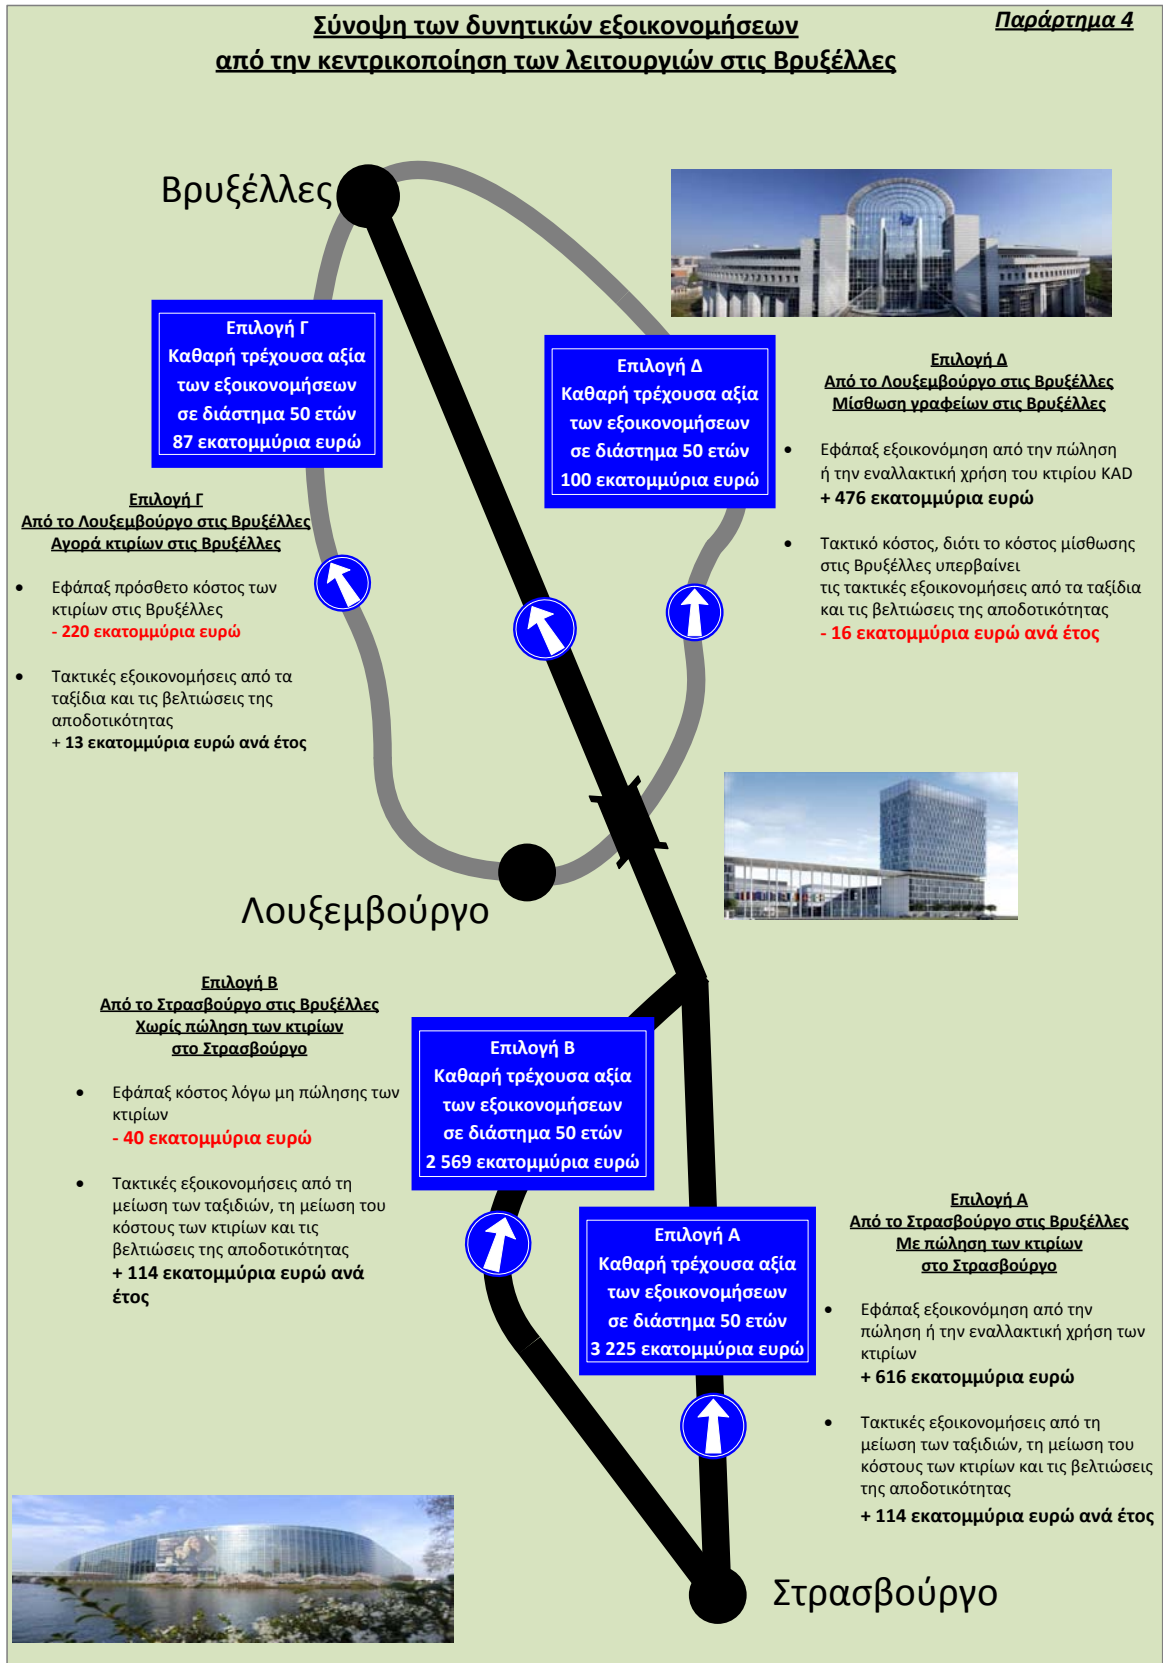 Παράρτημα 4
Σύνοψη των δυνητικών εξοικονομήσεων
από την κεντρικοποίηση των λειτουργιών στις Βρυξέλλες
Βρυξέλλες
Επιλογή Γ
Καθαρή τρέχουσα αξία
των εξοικονομήσεων
σε διάστημα 50 ετών
87 εκατομμύρια ευρώ
Επιλογή Δ
Καθαρή τρέχουσα αξία
των εξοικονομήσεων
σε διάστημα 50 ετών
100 εκατομμύρια ευρώ
Επιλογή Δ
Από το Λουξεμβούργο στις Βρυξέλλες
Μίσθωση γραφείων στις Βρυξέλλες
• Εφάπαξ εξοικονόμηση από την πώληση
ή την εναλλακτική χρήση του κτιρίου KAD
+ 476 εκατομμύρια ευρώ
• Τακτικό κόστος, διότι το κόστος μίσθωσης
στις Βρυξέλλες υπερβαίνει
τις τακτικές εξοικονομήσεις από τα ταξίδια
και τις βελτιώσεις της αποδοτικότητας
- 16 εκατομμύρια ευρώ ανά έτος
Επιλογή Γ
Από το Λουξεμβούργο στις Βρυξέλλες
Αγορά κτιρίων στις Βρυξέλλες
• Εφάπαξ πρόσθετο κόστος των
κτιρίων στις Βρυξέλλες
- 220 εκατομμύρια ευρώ
• Τακτικές εξοικονομήσεις από τα
ταξίδια και τις βελτιώσεις της
αποδοτικότητας
+ 13 εκατομμύρια ευρώ ανά έτος
Λουξεμβούργο
Επιλογή Β
Από το Στρασβούργο στις Βρυξέλλες
Χωρίς πώληση των κτιρίων
στο Στρασβούργο
• Εφάπαξ κόστος λόγω μη πώλησης των
κτιρίων
- 40 εκατομμύρια ευρώ
• Τακτικές εξοικονομήσεις από τη
μείωση των ταξιδιών, τη μείωση του
κόστους των κτιρίων και τις
βελτιώσεις της αποδοτικότητας
+ 114 εκατομμύρια ευρώ ανά
έτος
Επιλογή Β
Καθαρή τρέχουσα αξία
των εξοικονομήσεων
σε διάστημα 50 ετών
2 569 εκατομμύρια ευρώ
Επιλογή Α
Καθαρή τρέχουσα αξία
των εξοικονομήσεων
σε διάστημα 50 ετών
3 225 εκατομμύρια ευρώ
Επιλογή Α
Από το Στρασβούργο στις Βρυξέλλες
Με πώληση των κτιρίων
στο Στρασβούργο
• Εφάπαξ εξοικονόμηση από την
πώληση ή την εναλλακτική χρήση των
κτιρίων
+ 616 εκατομμύρια ευρώ
• Τακτικές εξοικονομήσεις από τη
μείωση των ταξιδιών, τη μείωση του
κόστους των κτιρίων και τις βελτιώσεις
της αποδοτικότητας
+ 114 εκατομμύρια ευρώ ανά έτος
Στρασβούργο